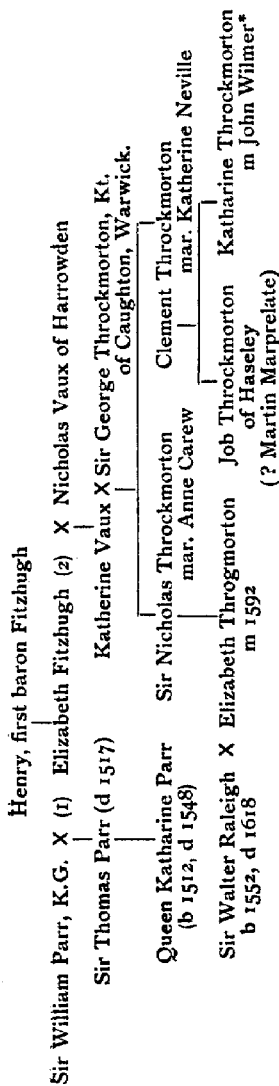 Henry, first baron Fitzhugh
Sir William Parr, K.G. X (1) Elizabeth Fitzhugh (2) X Nicholas Vaux of Harrowden
Sir Thomas Parr (d 1517) Katherine Vaux X Sir George Throckmorton, Kt.
of Caughton, Warwick.
Queen Katharine Parr Sir Nicholas Throckmorton Clement Throckmorton
(b 1512, d 1548) mar. Anne Carew mar. Katherine Neville
Sir Walter Raleigh X Elizabeth Throgmorton Job Throckmorton Katharine Throckmorton
b 1552, d 1618 m 1592 of Haseley m John Wilmer*
(? Martin Marprelate)